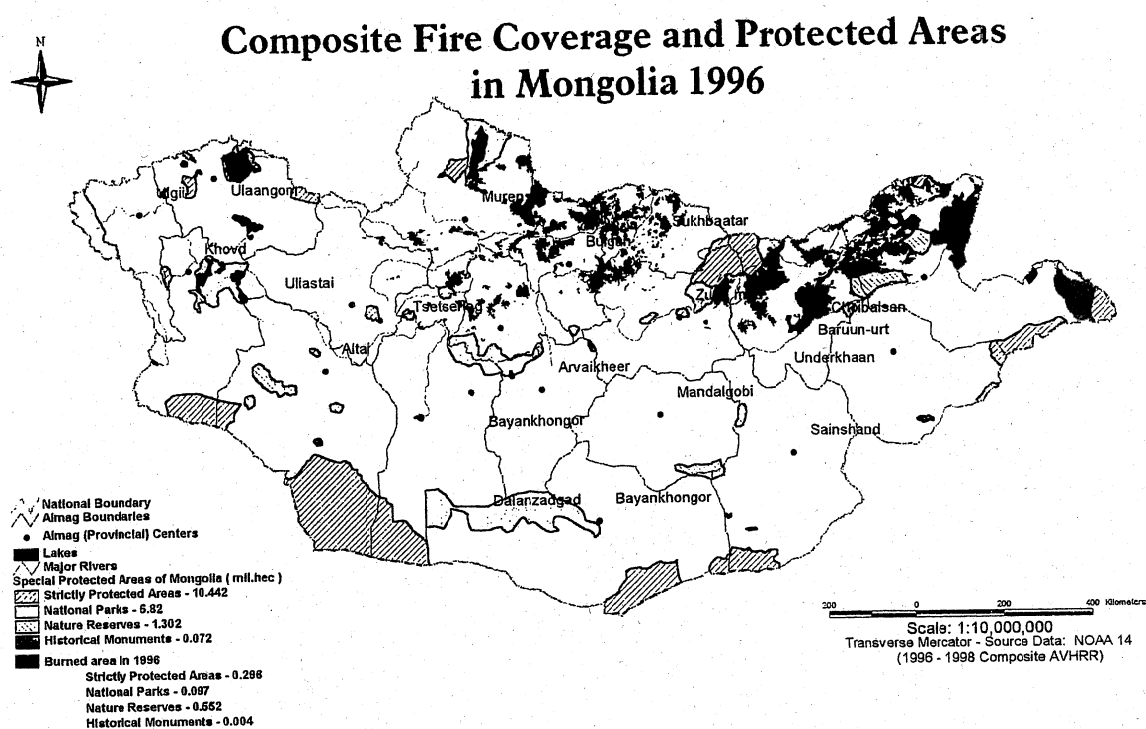 Composite Fire Coverage and Protected Areas
in Mongolia 1996
N
Ulaangom
Muren
Sukhbaatar
Bulgan
Khovd
Uliastai
Tsetserleg
Choibalsan
Baruun-urt
Altai
Underkhaan
Arvaikheer
Mandalgobi
Bayankhongor
Sainshand
Dalanzadgad
Bayankhongor
National Boundary
Aimag Boundaries
Aimag (Provincial) Centers
Lakes
Major Rivers
Special Protected Areas of Mongolia ( mil.hec )
Strictly Protected Areas - 10.442
National Parks - 6.82
Nature Reserves - 1.302
Historical Monuments - 0.072
Burned area in 1996
Strictly Protected Areas - 0.296
National Parks - 0.097
Nature Reserves - 0.552
Historical Monuments - 0.004
200 0 200 400 Kilometers
Scale: 1:10,000,000
Transverse Mercator - Source Data: NOAA 14
(1996 - 1998 Composite AVHRR)